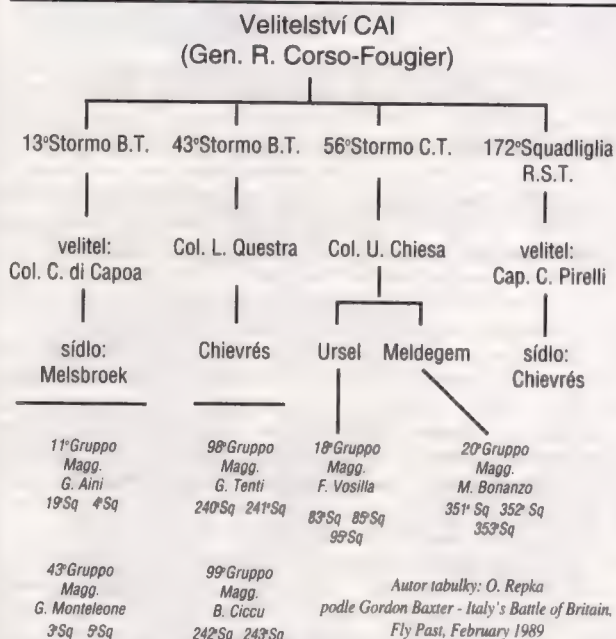 Velitelství CAI
(Gen. R. Corso-Fougier)
13°Stormo B.T.
43°Stormo B.T.
56°Stormo C.T.
172°Squadliglia
R.S.T.
velitel:
Col. C. di Capoa
Col. L. Questra
Col. U. Chiesa
velitel:
Cap. C. Pirelli
sídlo:
Melsbroek
Chievrés
Ursel
Meldegem
sídlo:
Chievrés
11°Gruppo
Magg.
G. Aini
19°Sq 4°Sq
98°Gruppo
Magg.
G. Tenti
240°Sq 241°Sq
18°Gruppo
Magg.
F. Vosilla
83°Sq 85°Sq
95°Sq
20°Gruppo
Magg.
M. Bonanzo
351° Sq 352° Sq
353°Sq
43°Gruppo
Magg.
G. Monteleone
3°Sq 5°Sq
99°Gruppo
Magg.
B. Ciccu
242°Sq 243°Sq
Autor tabulky: O. Repka
podle Gordon Baxter - Italy's Battle of Britain,
Fly Past, February 1989